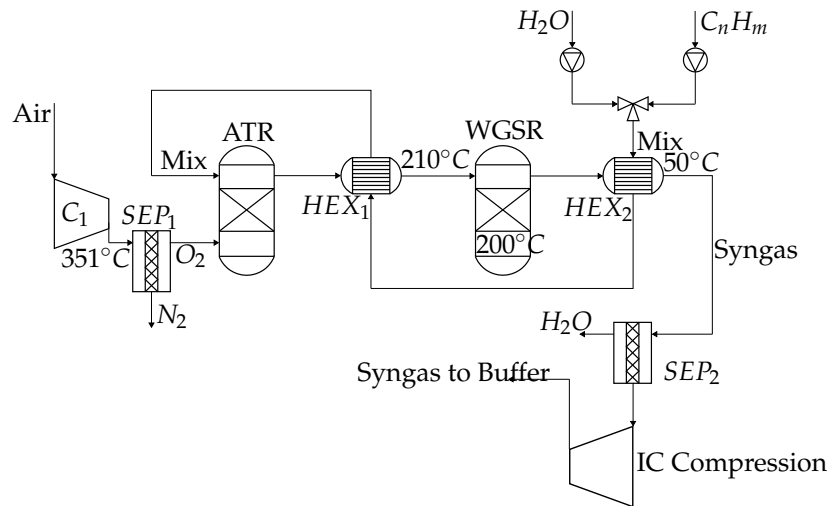 H₂O
CₙHₘ
Air
ATR
WGSR
Mix
Mix
210°C
50°C
C₁
SEP₁
HEX₁
HEX₂
351°C
O₂
200°C
Syngas
N₂
H₂O
SEP₂
Syngas to Buffer
IC Compression